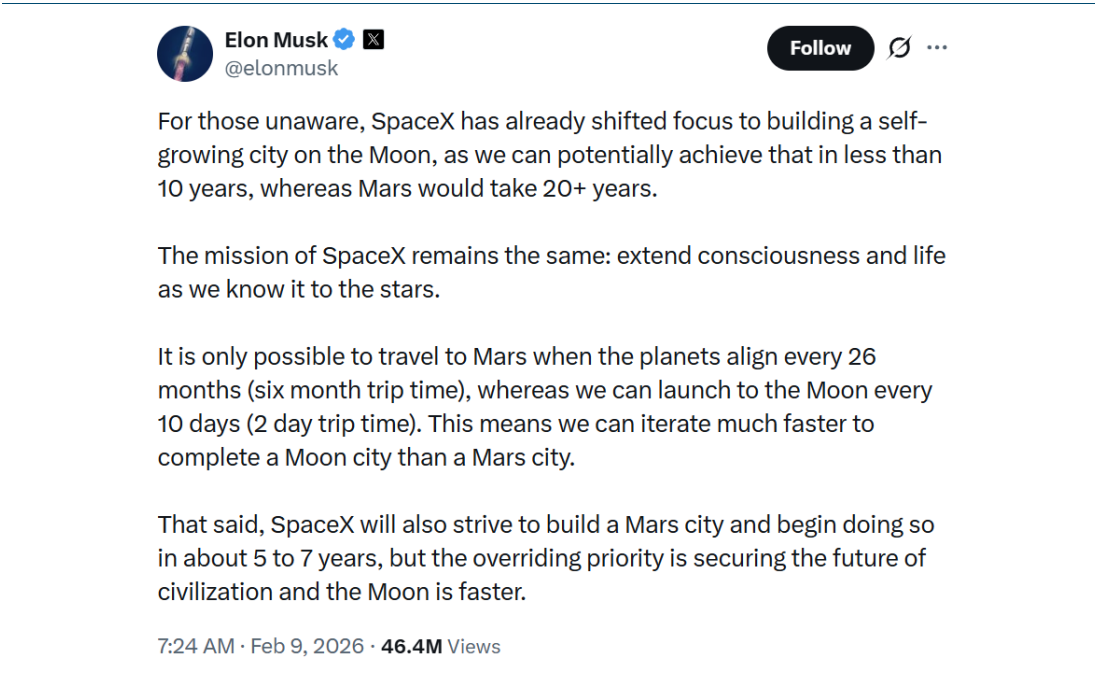 Elon Musk
@elonmusk
Follow
For those unaware, SpaceX has already shifted focus to building a self-
growing city on the Moon, as we can potentially achieve that in less than
10 years, whereas Mars would take 20+ years.
The mission of SpaceX remains the same: extend consciousness and life
as we know it to the stars.
It is only possible to travel to Mars when the planets align every 26
months (six month trip time), whereas we can launch to the Moon every
10 days (2 day trip time). This means we can iterate much faster to
complete a Moon city than a Mars city.
That said, SpaceX will also strive to build a Mars city and begin doing so
in about 5 to 7 years, but the overriding priority is securing the future of
civilization and the Moon is faster.
7:24 AM · Feb 9, 2026 · 46.4M Views